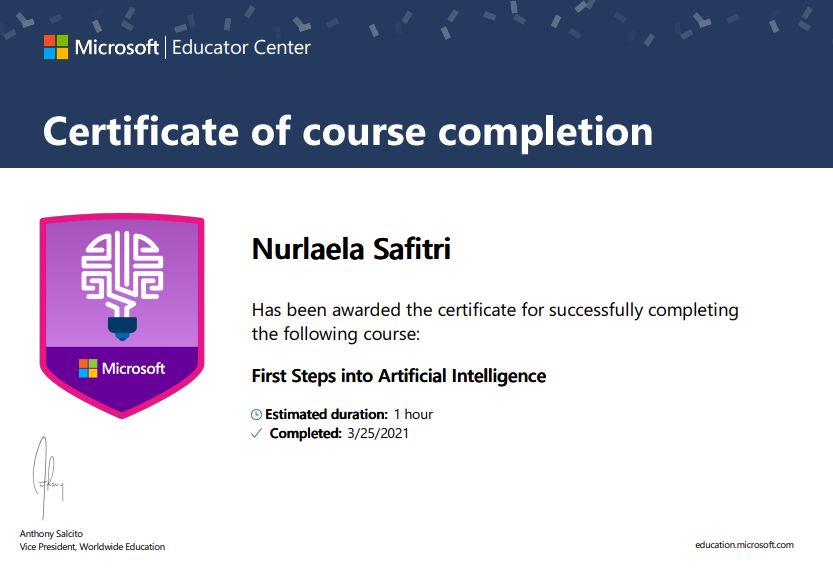 Microsoft | Educator Center
Certificate of course completion
Nurlaela Safitri
Has been awarded the certificate for successfully completing
the following course:
First Steps into Artificial Intelligence
Estimated duration: 1 hour
Completed: 3/25/2021
Microsoft
Anthony
Anthony Salcito
Vice President, Worldwide Education
education.microsoft.com